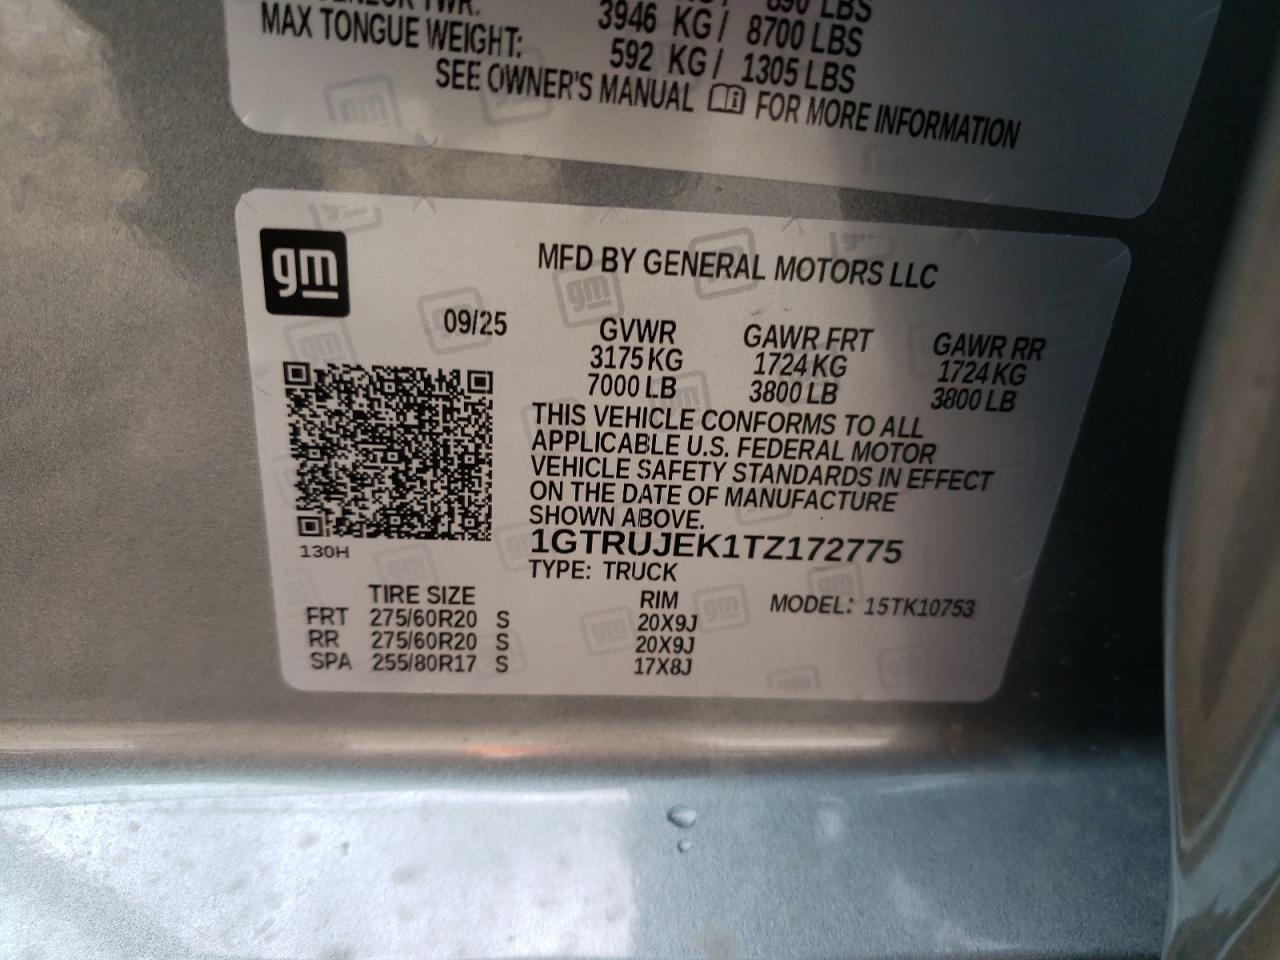 890 LBS
3946 KG / 8700 LBS
MAX TONGUE WEIGHT: 592 KG / 1305 LBS
SEE OWNER'S MANUAL FOR MORE INFORMATION
gm
MFD BY GENERAL MOTORS LLC
09/25
GVWR GAWR FRT GAWR RR
3175 KG 1724 KG 1724 KG
7000 LB 3800 LB 3800 LB
THIS VEHICLE CONFORMS TO ALL
APPLICABLE U.S. FEDERAL MOTOR
VEHICLE SAFETY STANDARDS IN EFFECT
ON THE DATE OF MANUFACTURE
SHOWN ABOVE.
1GTRUJEK1TZ172775
130H
TYPE: TRUCK
TIRE SIZE RIM MODEL: 15TK10753
FRT 275/60R20 S 20X9J
RR 275/60R20 S 20X9J
SPA 255/80R17 S 17X8J